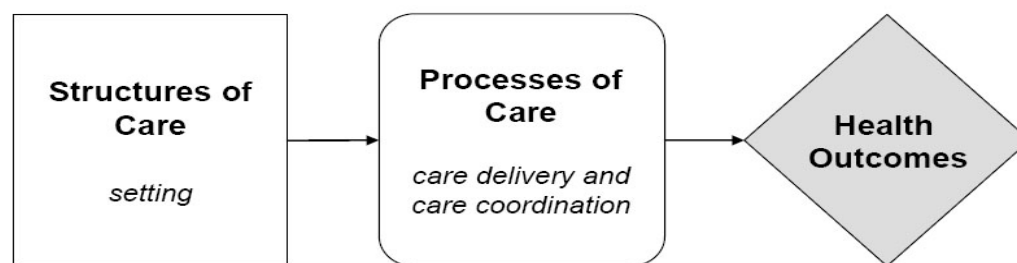 Structures of
Care
setting
Processes of
Care
care delivery and
care coordination
Health
Outcomes